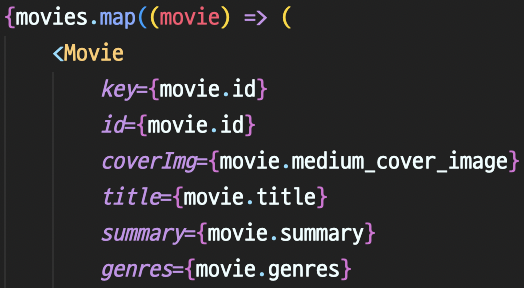 {movies.map((movie) => (
<Movie
key={movie.id}
id={movie.id}
coverImg={movie.medium_cover_image}
title={movie.title}
summary={movie.summary}
genres={movie.genres}